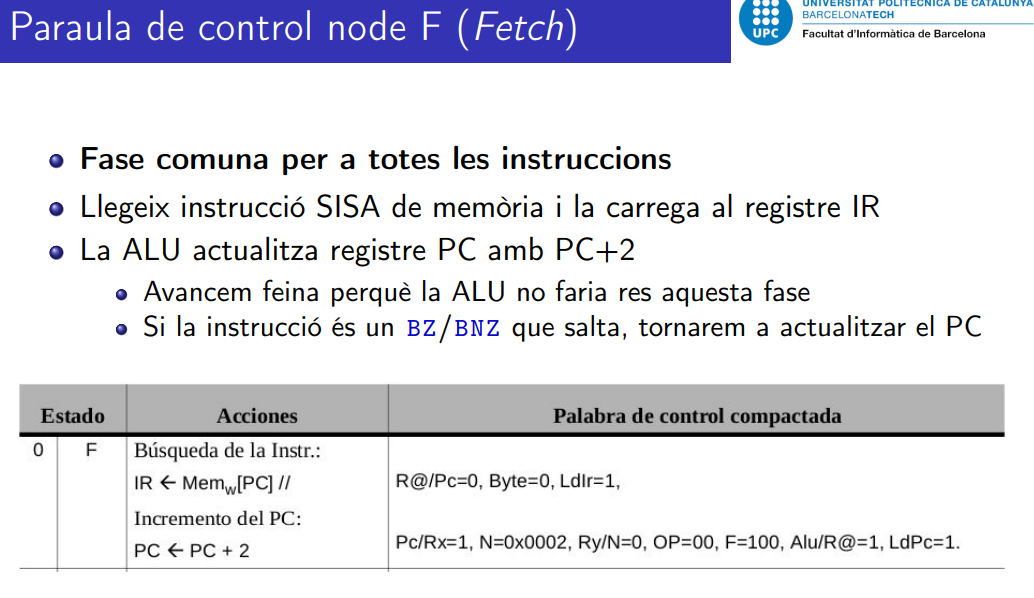 Paraula de control node F (Fetch)
UNIVERSITAT POLITÈCNICA DE CATALUNYA
BARCELONATECH
Facultat d'Informàtica de Barcelona
UPC
Fase comuna per a totes les instruccions
Llegeix instrucció SISA de memòria i la carrega al registre IR
La ALU actualitza registre PC amb PC+2
Avancem feina perquè la ALU no faria res aquesta fase
Si la instrucció és un BZ/BNZ que salta, tornarem a actualitzar el PC
Estado Acciones Palabra de control compactada
0 F Búsqueda de la Instr.:
IR ← Memw[PC] // R@/Pc=0, Byte=0, LdIr=1,
Incremento del PC:
PC ← PC + 2 Pc/Rx=1, N=0x0002, Ry/N=0, OP=00, F=100, Alu/R@=1, LdPc=1.